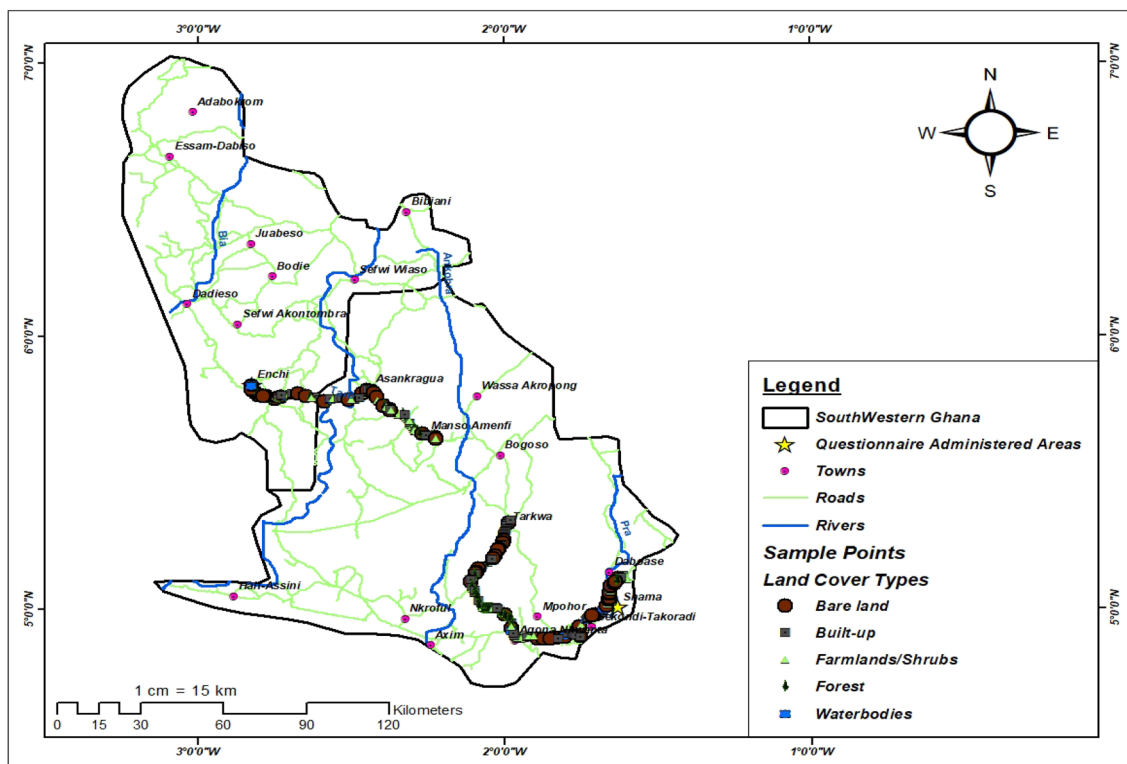 3°0'0"W 2°0'0"W 1°0'0"W
7°0'0"N 7°0'0"N
N
W E
S
Adabokrom
Essam-Dabiso
Bibiani
Bia
Juabeso
Ankobra
Bodie
Sefwi Wiaso
Dadieso
Sefwi Akontombra
6°0'0"N 6°0'0"N
Enchi
Asankragua
Wassa Akropong
Manso Amenfi
Bogoso
Tarkwa
Pra
Daboase
Half-Assini
Shama
5°0'0"N 5°0'0"N
Nkroful
Mpohor
Sekondi-Takoradi
Axim
Agona Nkwanta
Legend
SouthWestern Ghana
Questionnaire Administered Areas
Towns
Roads
Rivers
Sample Points
Land Cover Types
Bare land
Built-up
Farmlands/Shrubs
Forest
Waterbodies
1 cm = 15 km
Kilometers
0 15 30 60 90 120
3°0'0"W 2°0'0"W 1°0'0"W